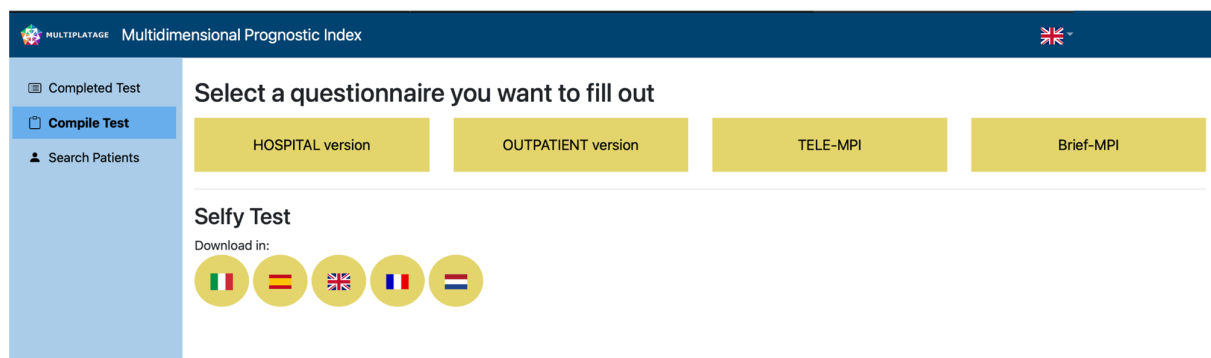 MULTIPLATAGE Multidimensional Prognostic Index
Completed Test
Compile Test
Search Patients
Select a questionnaire you want to fill out
HOSPITAL version
OUTPATIENT version
TELE-MPI
Brief-MPI
Selfy Test
Download in: